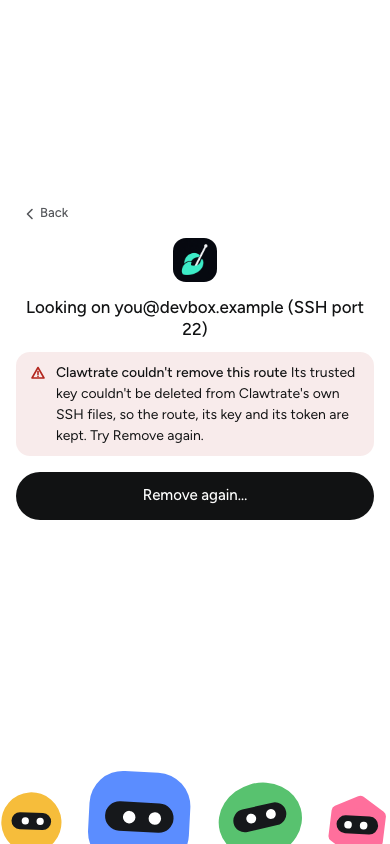 Back
Looking on you@devbox.example (SSH port
22)
Clawtrate couldn't remove this route Its trusted
key couldn't be deleted from Clawtrate's own
SSH files, so the route, its key and its token are
kept. Try Remove again.
Remove again...